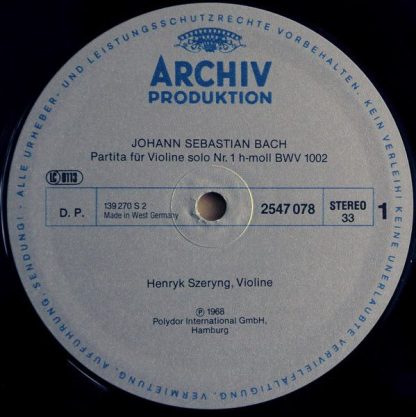 ALLE URHEBER- UND LEISTUNGSSCHUTZRECHTE VORBEHALTEN. KEIN VERLEIH! KEINE UNERLAUBTE VERVIELFÄLTIGUNG, VERMIETUNG, AUFFÜHRUNG, SENDUNG!
ARCHIV
PRODUKTION
JOHANN SEBASTIAN BACH
Partita für Violine solo Nr. 1 h-moll BWV 1002
LC 0113
D. P.
139 270 S 2
Made in West Germany
2547 078
STEREO
33
1
Henryk Szeryng, Violine
Ⓟ 1968
Polydor International GmbH,
Hamburg